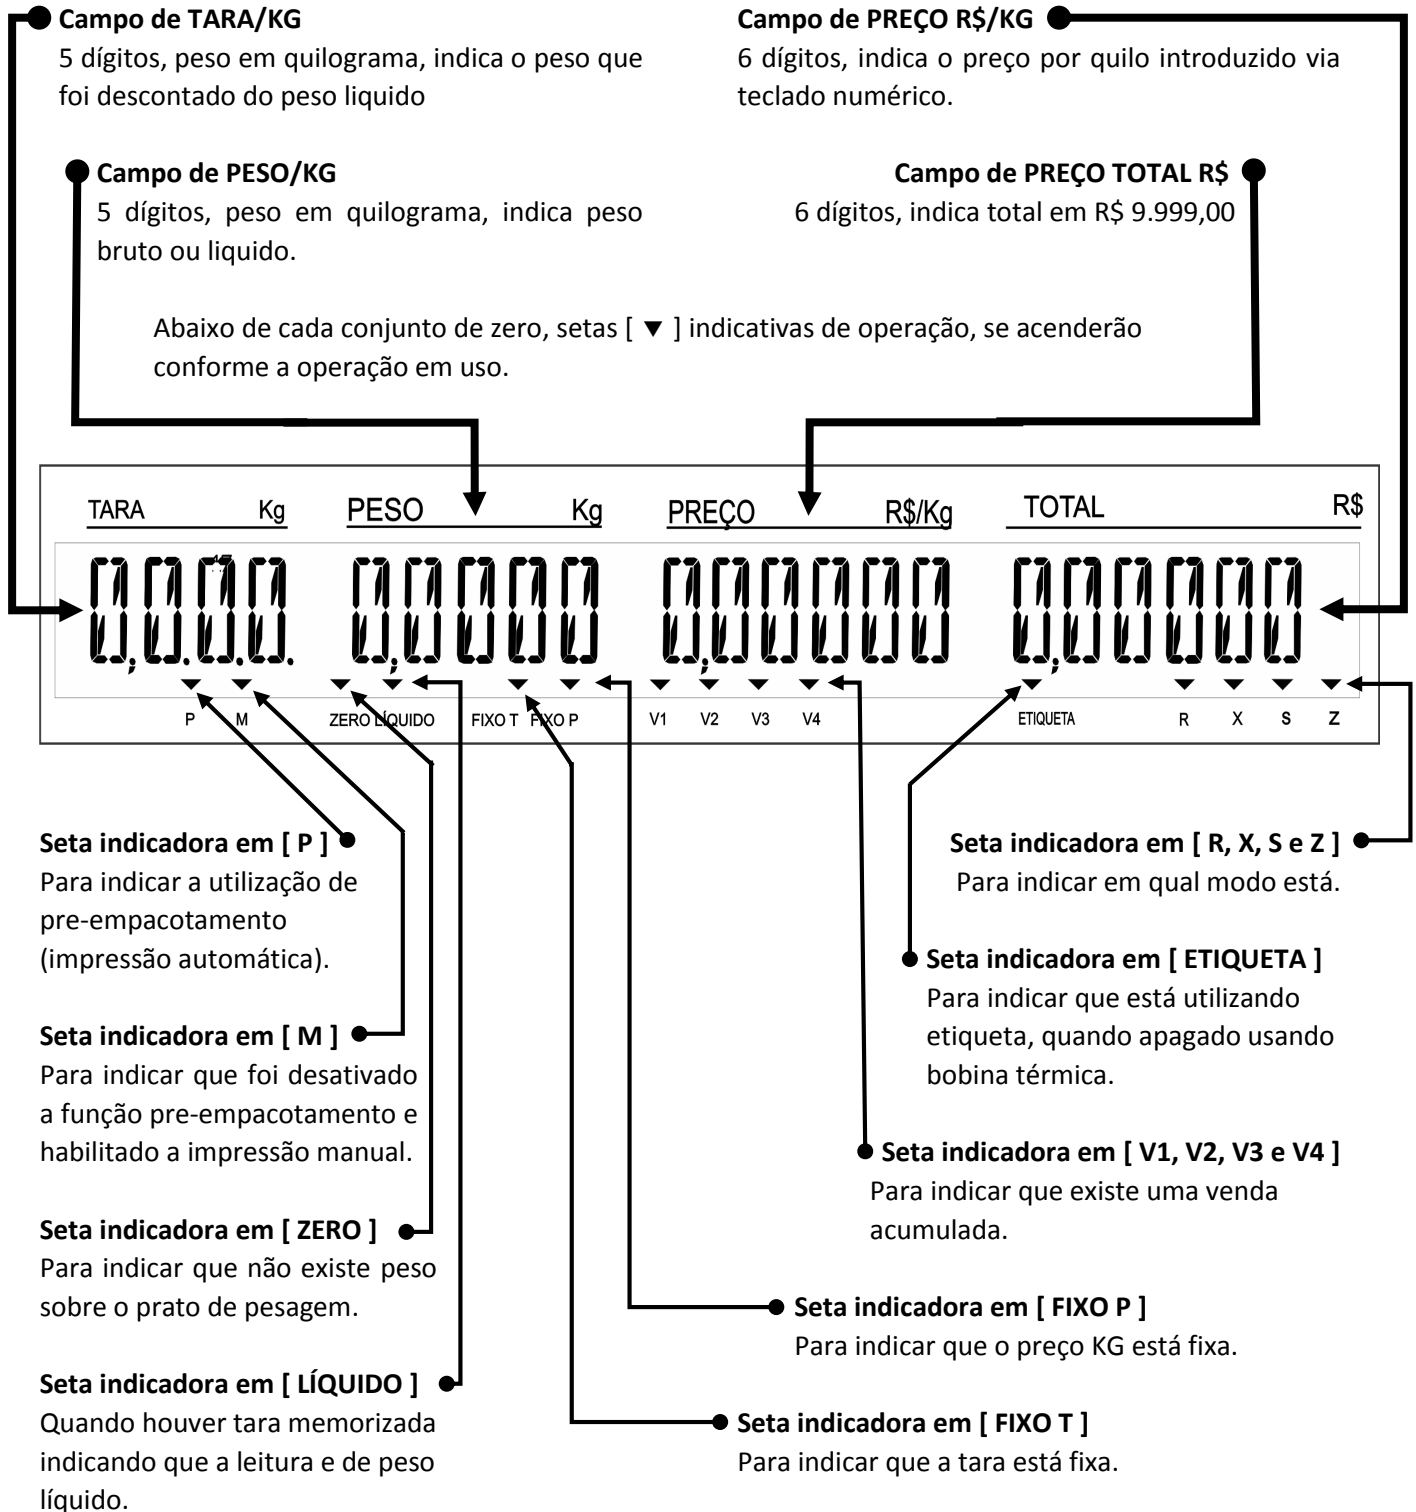 Campo de TARA/KG
5 dígitos, peso em quilograma, indica o peso que
foi descontado do peso liquido
Campo de PREÇO R$/KG
6 dígitos, indica o preço por quilo introduzido via
teclado numérico.
Campo de PESO/KG
5 dígitos, peso em quilograma, indica peso
bruto ou liquido.
Campo de PREÇO TOTAL R$
6 dígitos, indica total em R$ 9.999,00
Abaixo de cada conjunto de zero, setas [ ▼ ] indicativas de operação, se acenderão
conforme a operação em uso.
TARA Kg PESO Kg PREÇO R$/Kg TOTAL R$
0,0.0.0. 0,0000 0,00000 0,00000
P M ZERO LÍQUIDO FIXO T FIXO P V1 V2 V3 V4 ETIQUETA R X S Z
Seta indicadora em [ P ]
Para indicar a utilização de
pre-empacotamento
(impressão automática).
Seta indicadora em [ M ]
Para indicar que foi desativado
a função pre-empacotamento e
habilitado a impressão manual.
Seta indicadora em [ ZERO ]
Para indicar que não existe peso
sobre o prato de pesagem.
Seta indicadora em [ LÍQUIDO ]
Quando houver tara memorizada
indicando que a leitura e de peso
líquido.
Seta indicadora em [ R, X, S e Z ]
Para indicar em qual modo está.
Seta indicadora em [ ETIQUETA ]
Para indicar que está utilizando
etiqueta, quando apagado usando
bobina térmica.
Seta indicadora em [ V1, V2, V3 e V4 ]
Para indicar que existe uma venda
acumulada.
Seta indicadora em [ FIXO P ]
Para indicar que o preço KG está fixa.
Seta indicadora em [ FIXO T ]
Para indicar que a tara está fixa.